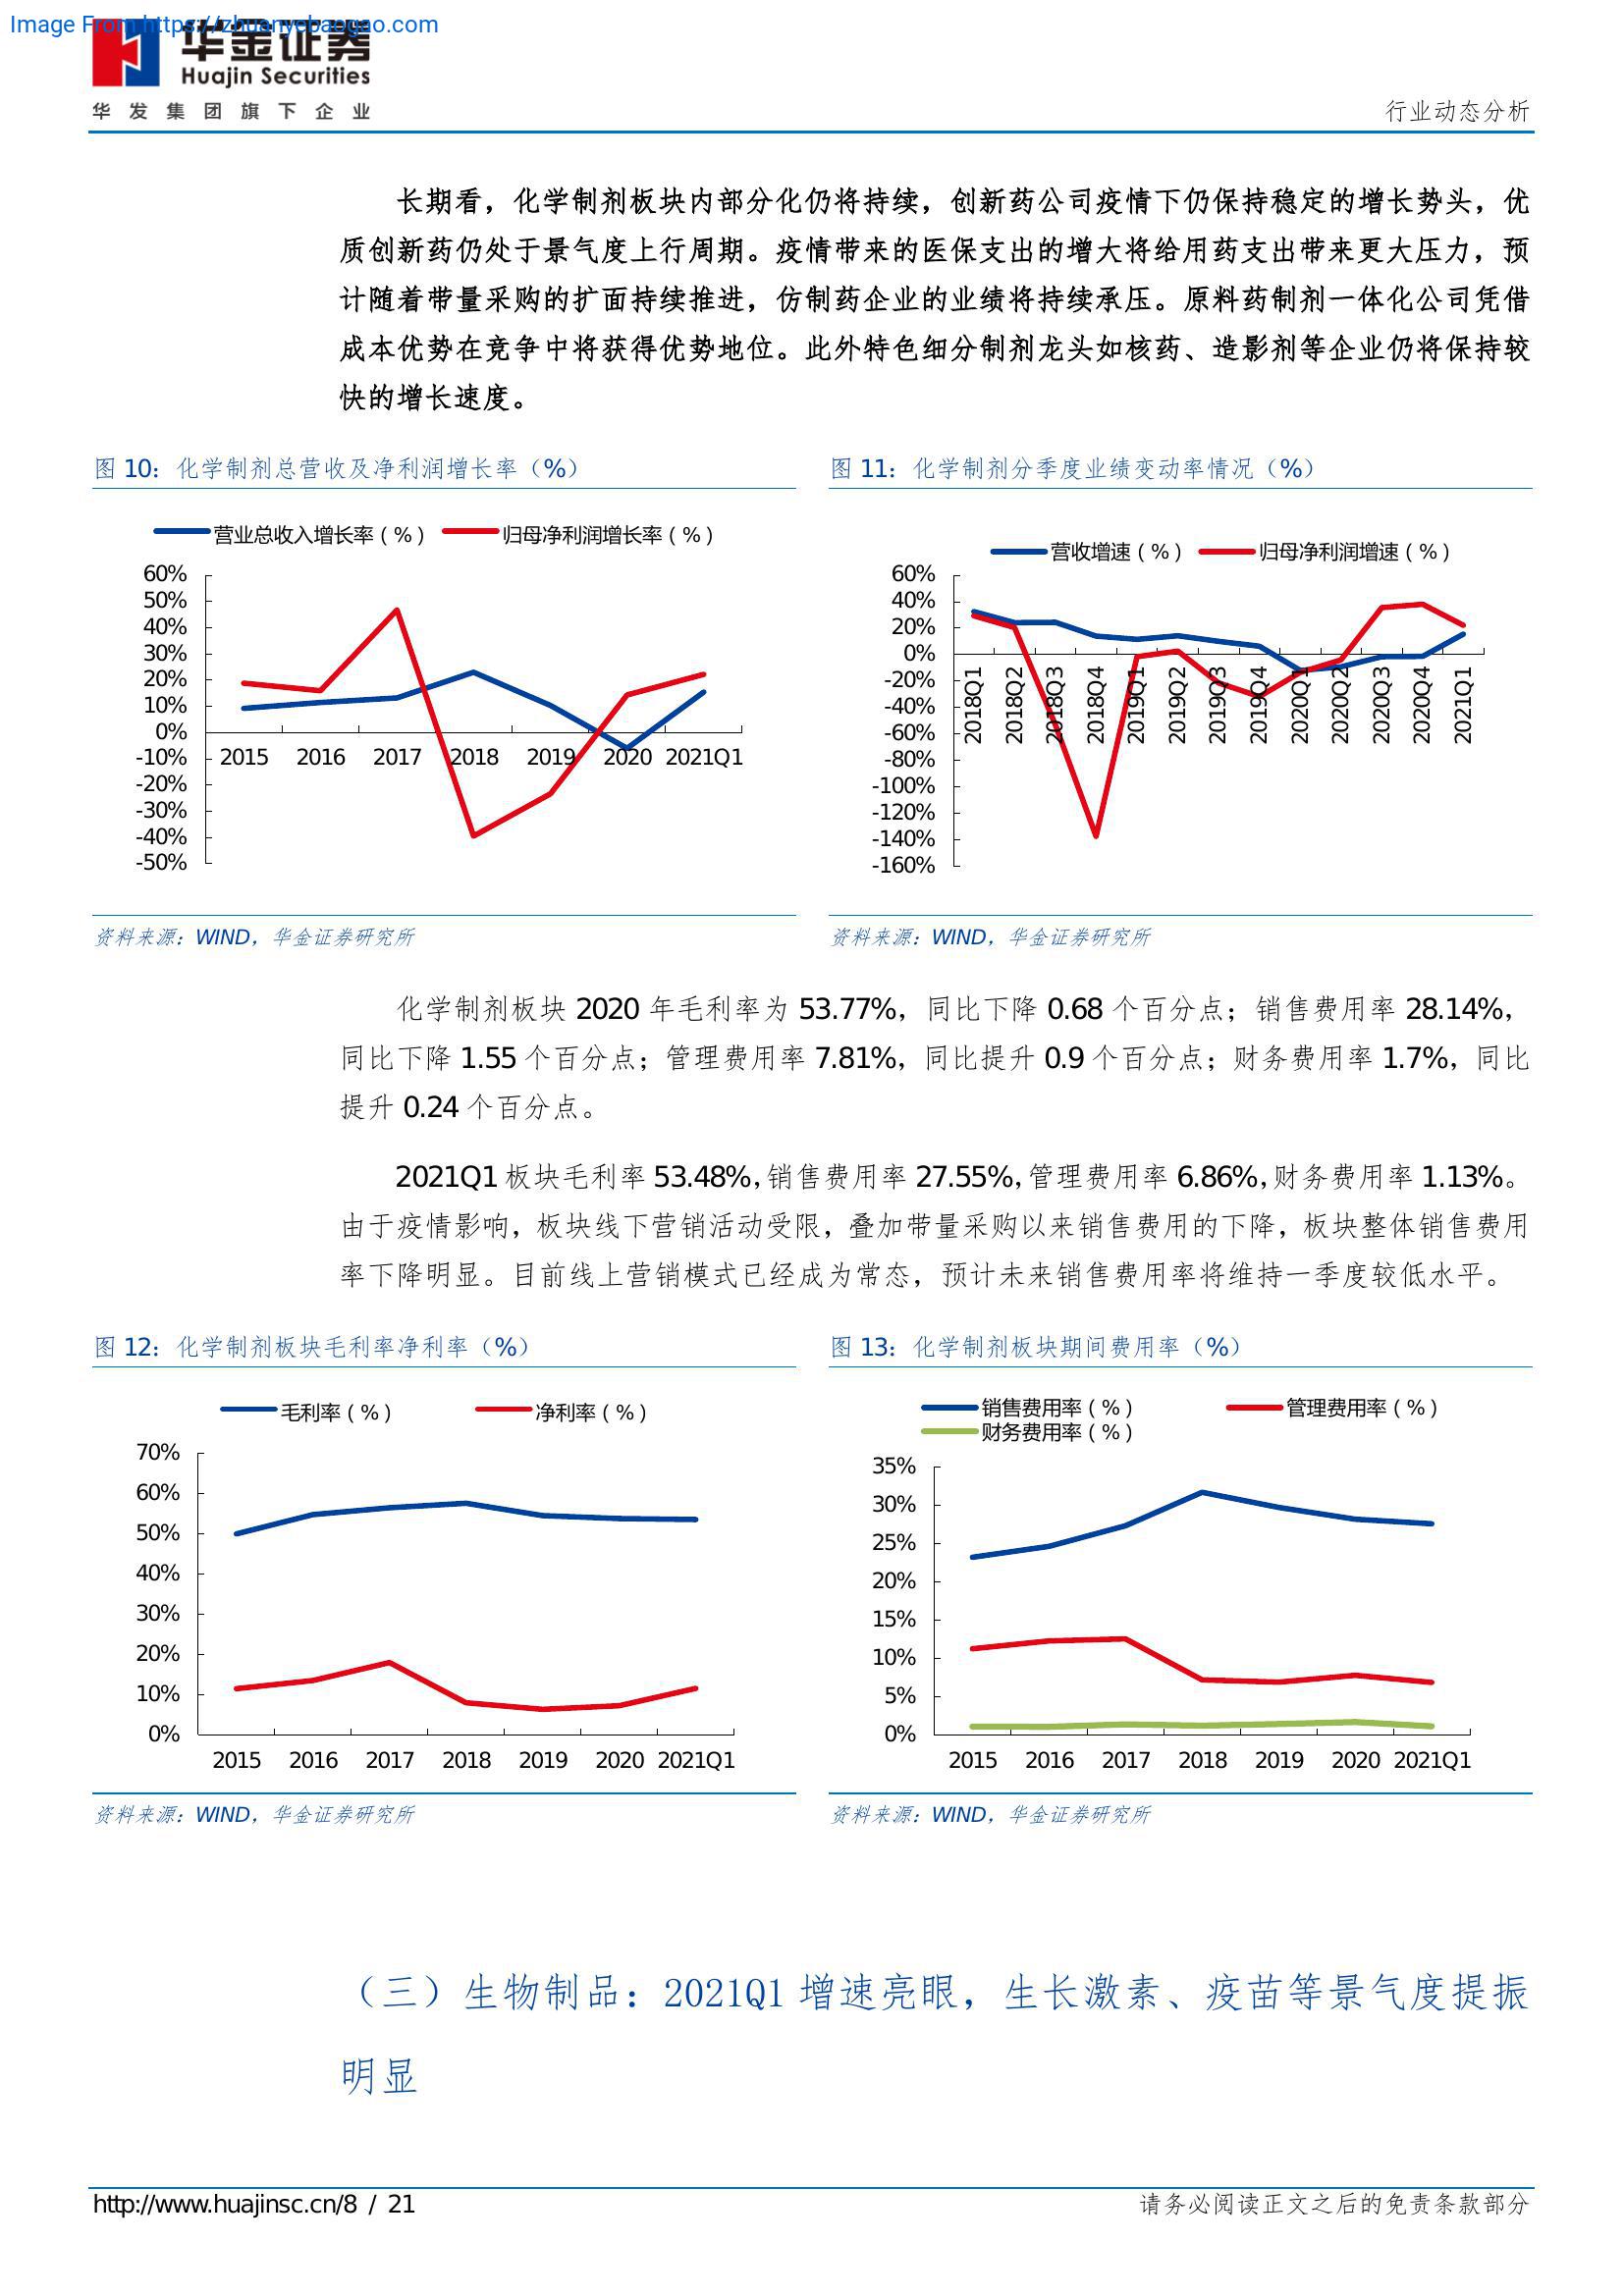 Image From https://zhuanyebaogao.com
华金证券
Huajin Securities
华发集团旗下企业
行业动态分析
长期看，化学制剂板块内部分化仍将持续，创新药公司疫情下仍保持稳定的增长势头，优
质创新药仍处于景气度上行周期。疫情带来的医保支出的增大将给用药支出带来更大压力，预
计随着带量采购的扩面持续推进，仿制药企业的业绩将持续承压。原料药制剂一体化公司凭借
成本优势在竞争中将获得优势地位。此外特色细分制剂龙头如核药、造影剂等企业仍将保持较
快的增长速度。
图 10：化学制剂总营收及净利润增长率（%）
营业总收入增长率（%） 归母净利润增长率（%）
60%
50%
40%
30%
20%
10%
0%
-10%
-20%
-30%
-40%
-50%
2015 2016 2017 2018 2019 2020 2021Q1
资料来源：WIND，华金证券研究所
图 11：化学制剂分季度业绩变动率情况（%）
营收增速（%） 归母净利润增速（%）
60%
40%
20%
0%
-20%
-40%
-60%
-80%
-100%
-120%
-140%
-160%
2018Q1 2018Q2 2018Q3 2018Q4 2019Q1 2019Q2 2019Q3 2019Q4 2020Q1 2020Q2 2020Q3 2020Q4 2021Q1
资料来源：WIND，华金证券研究所
化学制剂板块 2020 年毛利率为 53.77%，同比下降 0.68 个百分点；销售费用率 28.14%，
同比下降 1.55 个百分点；管理费用率 7.81%，同比提升 0.9 个百分点；财务费用率 1.7%，同比
提升 0.24 个百分点。
2021Q1 板块毛利率 53.48%，销售费用率 27.55%，管理费用率 6.86%，财务费用率 1.13%。
由于疫情影响，板块线下营销活动受限，叠加带量采购以来销售费用的下降，板块整体销售费用
率下降明显。目前线上营销模式已经成为常态，预计未来销售费用率将维持一季度较低水平。
图 12：化学制剂板块毛利率净利率（%）
毛利率（%） 净利率（%）
70%
60%
50%
40%
30%
20%
10%
0%
2015 2016 2017 2018 2019 2020 2021Q1
资料来源：WIND，华金证券研究所
图 13：化学制剂板块期间费用率（%）
销售费用率（%） 管理费用率（%）
财务费用率（%）
35%
30%
25%
20%
15%
10%
5%
0%
2015 2016 2017 2018 2019 2020 2021Q1
资料来源：WIND，华金证券研究所
（三）生物制品：2021Q1 增速亮眼，生长激素、疫苗等景气度提振
明显
http://www.huajinsc.cn/8 / 21
请务必阅读正文之后的免责条款部分